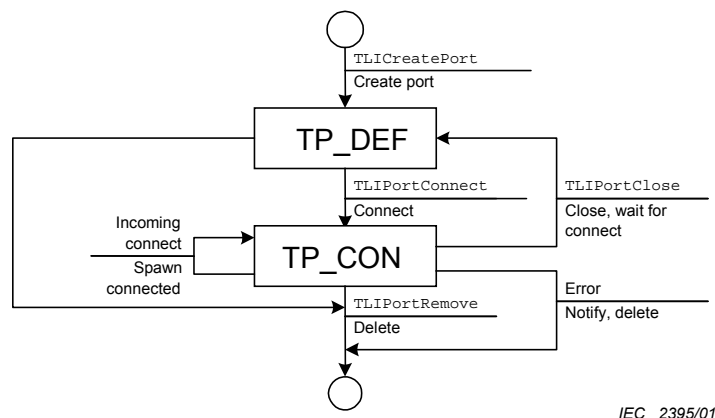 TLICreatePort
Create port
TP_DEF
TLIPortConnect
Connect
TLIPortClose
Close, wait for
connect
Incoming
connect
Spawn
connected
TP_CON
Error
Notify, delete
TLIPortRemove
Delete
IEC 2395/01